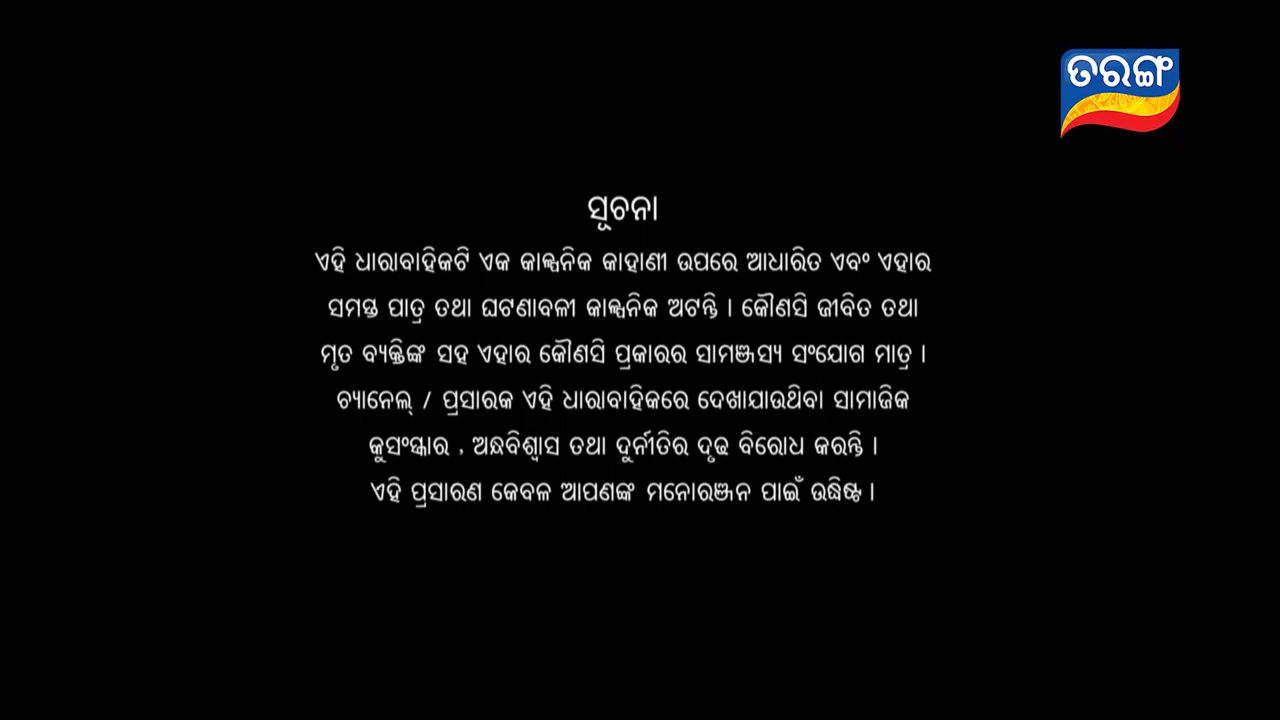 ତରଙ୍ଗ
ସୂଚନା
ଏହି ଧାରାବାହିକଟି ଏକ କାଳ୍ପନିକ କାହାଣୀ ଉପରେ ଆଧାରିତ ଏବଂ ଏହାର
ସମସ୍ତ ପାତ୍ର ତଥା ଘଟଣାବଳୀ କାଳ୍ପନିକ ଅଟନ୍ତି । କୌଣସି ଜୀବିତ ତଥା
ମୃତ ବ୍ୟକ୍ତିଙ୍କ ସହ ଏହାର କୌଣସି ପ୍ରକାରର ସାମଞ୍ଜସ୍ୟ ସଂଯୋଗ ମାତ୍ର ।
ଚ୍ୟାନେଲ୍ / ପ୍ରସାରକ ଏହି ଧାରାବାହିକରେ ଦେଖାଯାଉଥିବା ସାମାଜିକ
କୁସଂସ୍କାର , ଅନ୍ଧବିଶ୍ୱାସ ତଥା ଦୁର୍ନୀତିର ଦୃଢ ବିରୋଧ କରନ୍ତି ।
ଏହି ପ୍ରସାରଣ କେବଳ ଆପଣଙ୍କ ମନୋରଞ୍ଜନ ପାଇଁ ଉଦ୍ଧିଷ୍ଟ ।